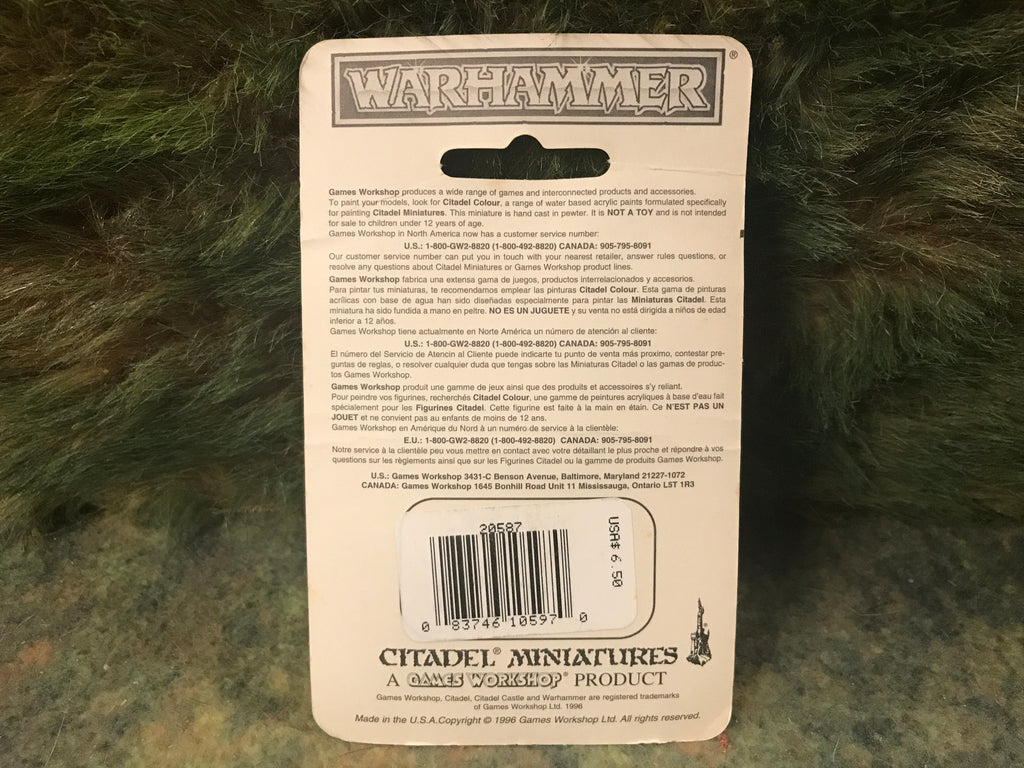 WARHAMMER®
Games Workshop produces a wide range of games and interconnected products and accessories.
To paint your models, look for Citadel Colour, a range of water based acrylic paints formulated specifically
for painting Citadel Miniatures. This miniature is hand cast in pewter. It is NOT A TOY and is not intended
for sale to children under 12 years of age.
Games Workshop in North America now has a customer service number:
U.S.: 1-800-GW2-8820 (1-800-492-8820) CANADA: 905-795-8091
Our customer service number can put you in touch with your nearest retailer, answer rules questions, or
resolve any questions about Citadel Miniatures or Games Workshop product lines.
Games Workshop fabrica una extensa gama de juegos, productos interrelacionados y accesorios.
Para pintar tus miniaturas, te recomendamos emplear las pinturas Citadel Colour. Esta gama de pinturas
acrílicas con base de agua han sido diseñadas especialmente para pintar las Miniaturas Citadel. Esta
miniatura ha sido fundida a mano en peltre. NO ES UN JUGUETE y su venta no está dirigida a niños de edad
inferior a 12 años.
Games Workshop tiene actualmente en Norte América un número de atención al cliente:
U.S.: 1-800-GW2-8820 (1-800-492-8820) CANADA: 905-795-8091
El número del Servicio de Atencin al Cliente puede indicarte tu punto de venta más proximo, contestar pre-
guntas de reglas, o resolver cualquier duda que tengas sobre las Miniaturas Citadel o las gamas de produc-
tos Games Workshop.
Games Workshop produit une gamme de jeux ainsi que des produits et accessoires s'y reliant.
Pour peindre vos figurines, recherchés Citadel Colour, une gamme de peintures acryliques à base d'eau fait
spécialement pour les Figurines Citadel. Cette figurine est faite à la main en étain. Ce N'EST PAS UN
JOUET et ne convient pas au enfants de moins de 12 ans.
Games Workshop en Amérique du Nord à un numéro de service à la clientèle:
E.U.: 1-800-GW2-8820 (1-800-492-8820) CANADA: 905-795-8091
Notre service à la clientèle peu vous mettre en contact avec votre détaillant le plus proche et répondre à vos
questions sur les règlements ainsi que sur les Figurines Citadel ou la gamme de produits Games Workshop.
U.S.: Games Workshop 3431-C Benson Avenue, Baltimore, Maryland 21227-1072
CANADA: Games Workshop 1645 Bonhill Road Unit 11 Mississauga, Ontario L5T 1R3
20587
USA$ 6.50
0 83746 10597 0
CITADEL® MINIATURES
A GAMES WORKSHOP® PRODUCT
Games Workshop, Citadel, Citadel Castle and Warhammer are registered trademarks
of Games Workshop Ltd. 1996
Made in the U.S.A.Copyright © 1996 Games Workshop Ltd. All rights reserved.